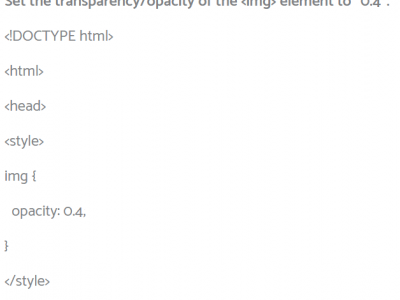 Set the transparency/opacity of the <img> element to "0.4".
<!DOCTYPE html>
<html>
<head>
<style>
img {
opacity: 0.4,
}
</style>